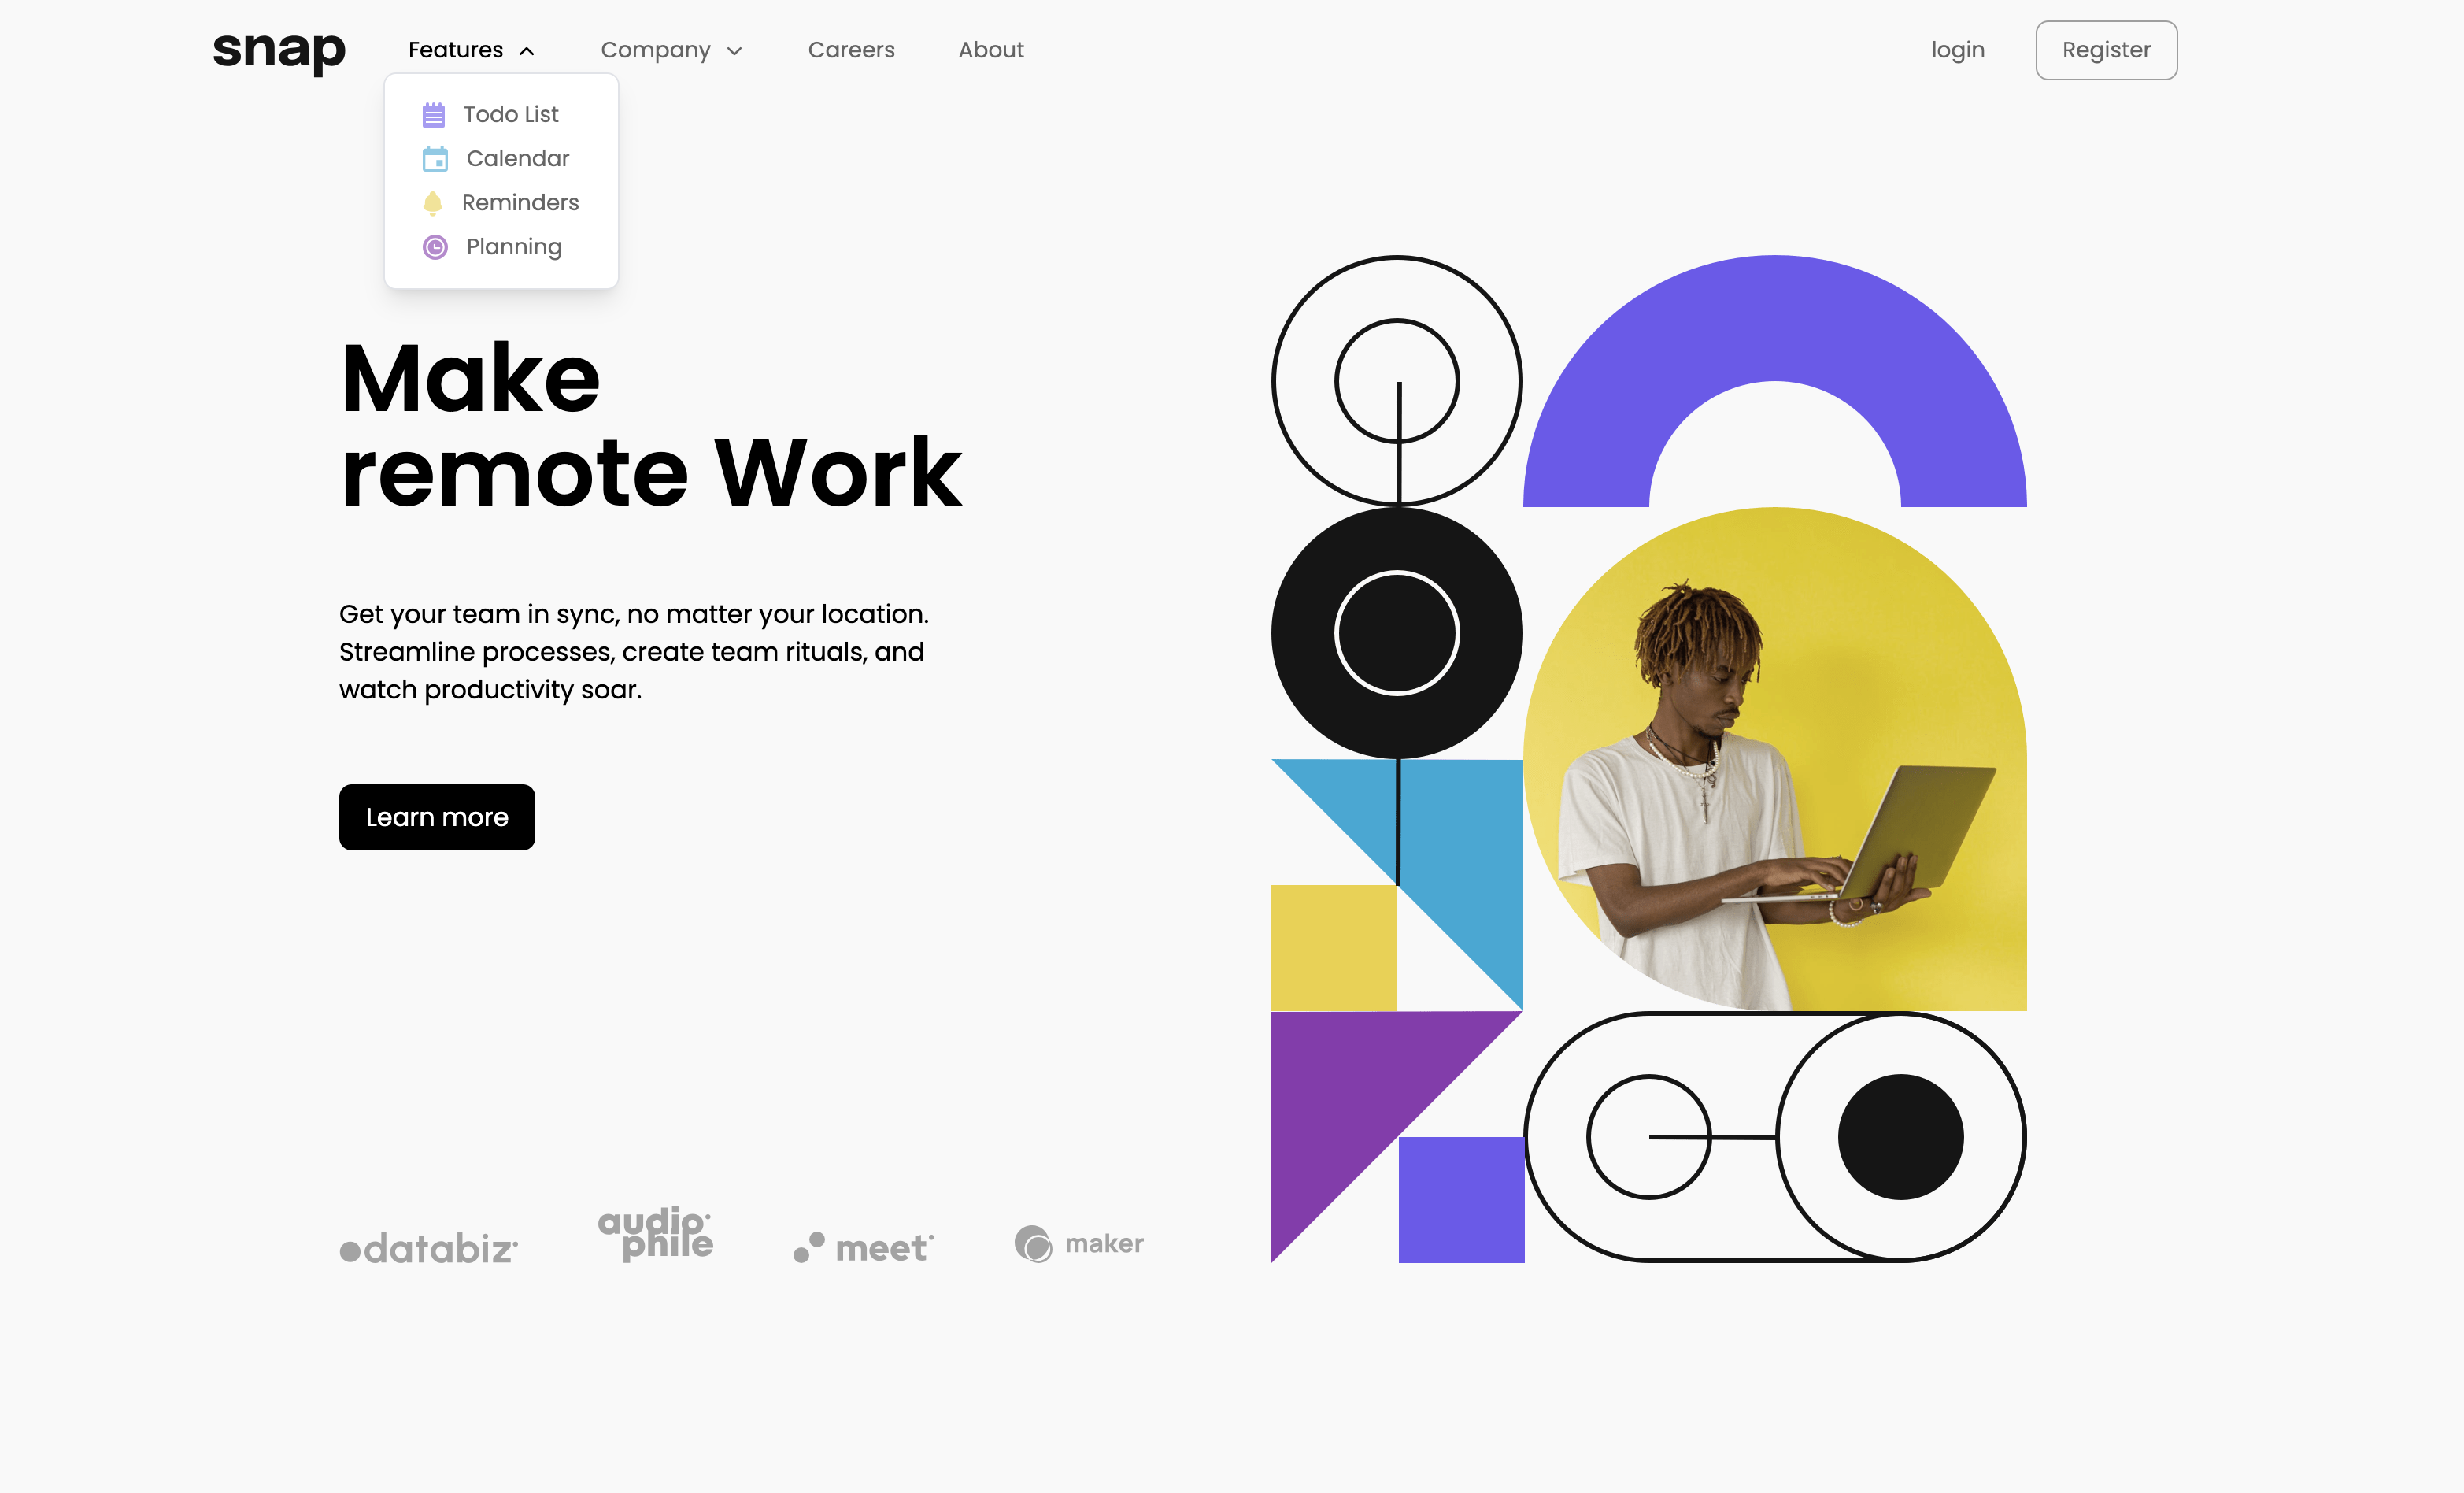 snap
Features
Company
Careers
About
login
Register
Todo List
Calendar
Reminders
Planning
Make
remote Work
Get your team in sync, no matter your location.
Streamline processes, create team rituals, and
watch productivity soar.
Learn more
databiz
audio
phile
meet
maker